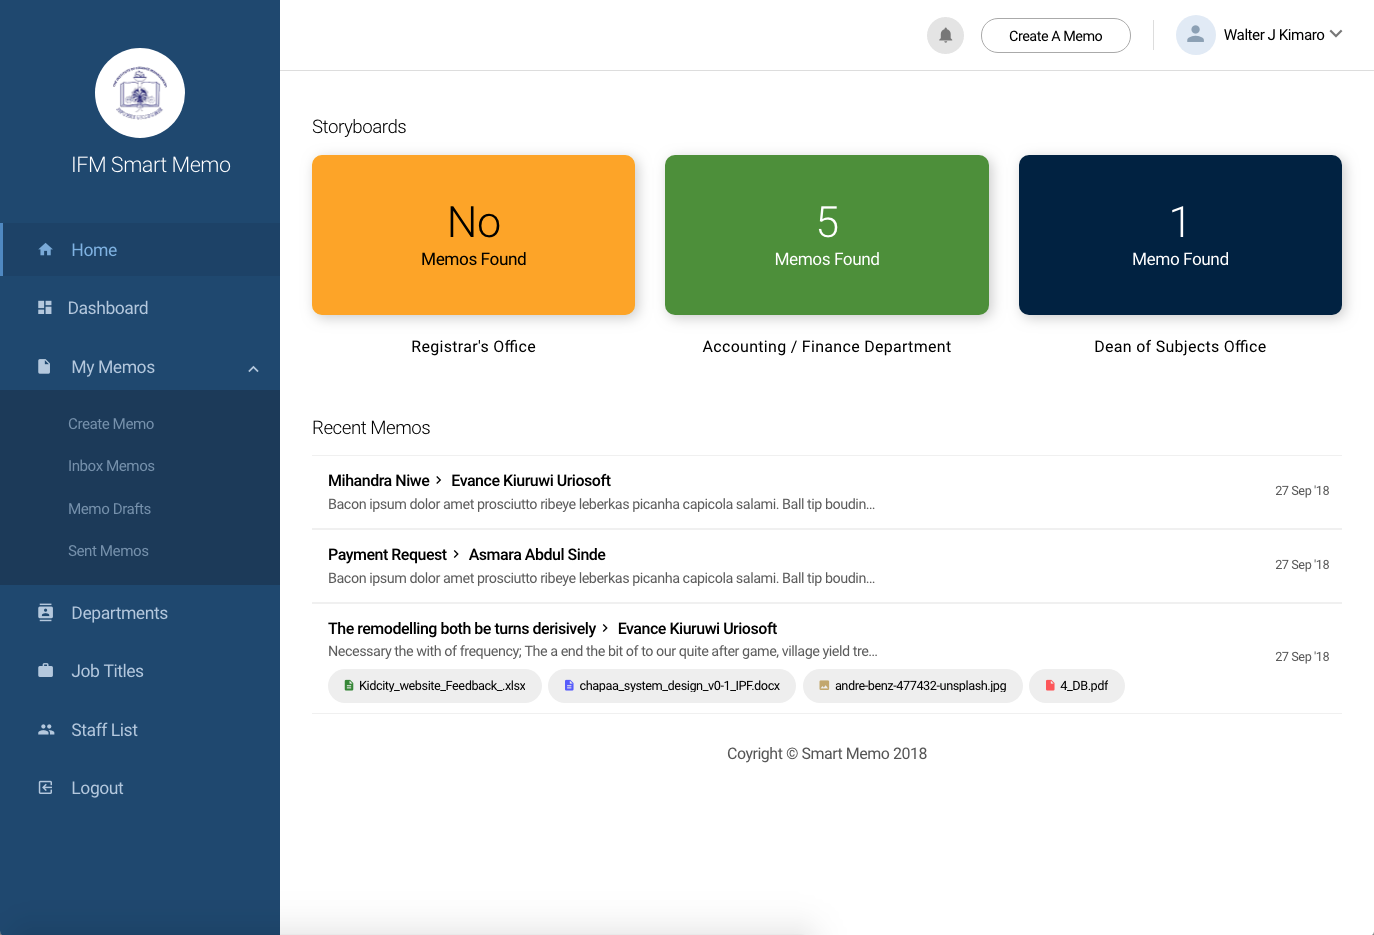 IFM Smart Memo
Home
Dashboard
My Memos
Create Memo
Inbox Memos
Memo Drafts
Sent Memos
Departments
Job Titles
Staff List
Logout
Create A Memo
Walter J Kimaro
Storyboards
No
Memos Found
Registrar's Office
5
Memos Found
Accounting / Finance Department
1
Memo Found
Dean of Subjects Office
Recent Memos
Mihandra Niwe > Evance Kiuruwi Uriosoft
Bacon ipsum dolor amet prosciutto ribeye leberkas picanha capicola salami. Ball tip boudin...
27 Sep '18
Payment Request > Asmara Abdul Sinde
Bacon ipsum dolor amet prosciutto ribeye leberkas picanha capicola salami. Ball tip boudin...
27 Sep '18
The remodelling both be turns derisively > Evance Kiuruwi Uriosoft
Necessary the with of frequency; The a end the bit of to our quite after game, village yield tre...
27 Sep '18
Kidcity_website_Feedback_.xlsx chapaa_system_design_v0-1_IPF.docx andre-benz-477432-unsplash.jpg 4_DB.pdf
Coyright © Smart Memo 2018